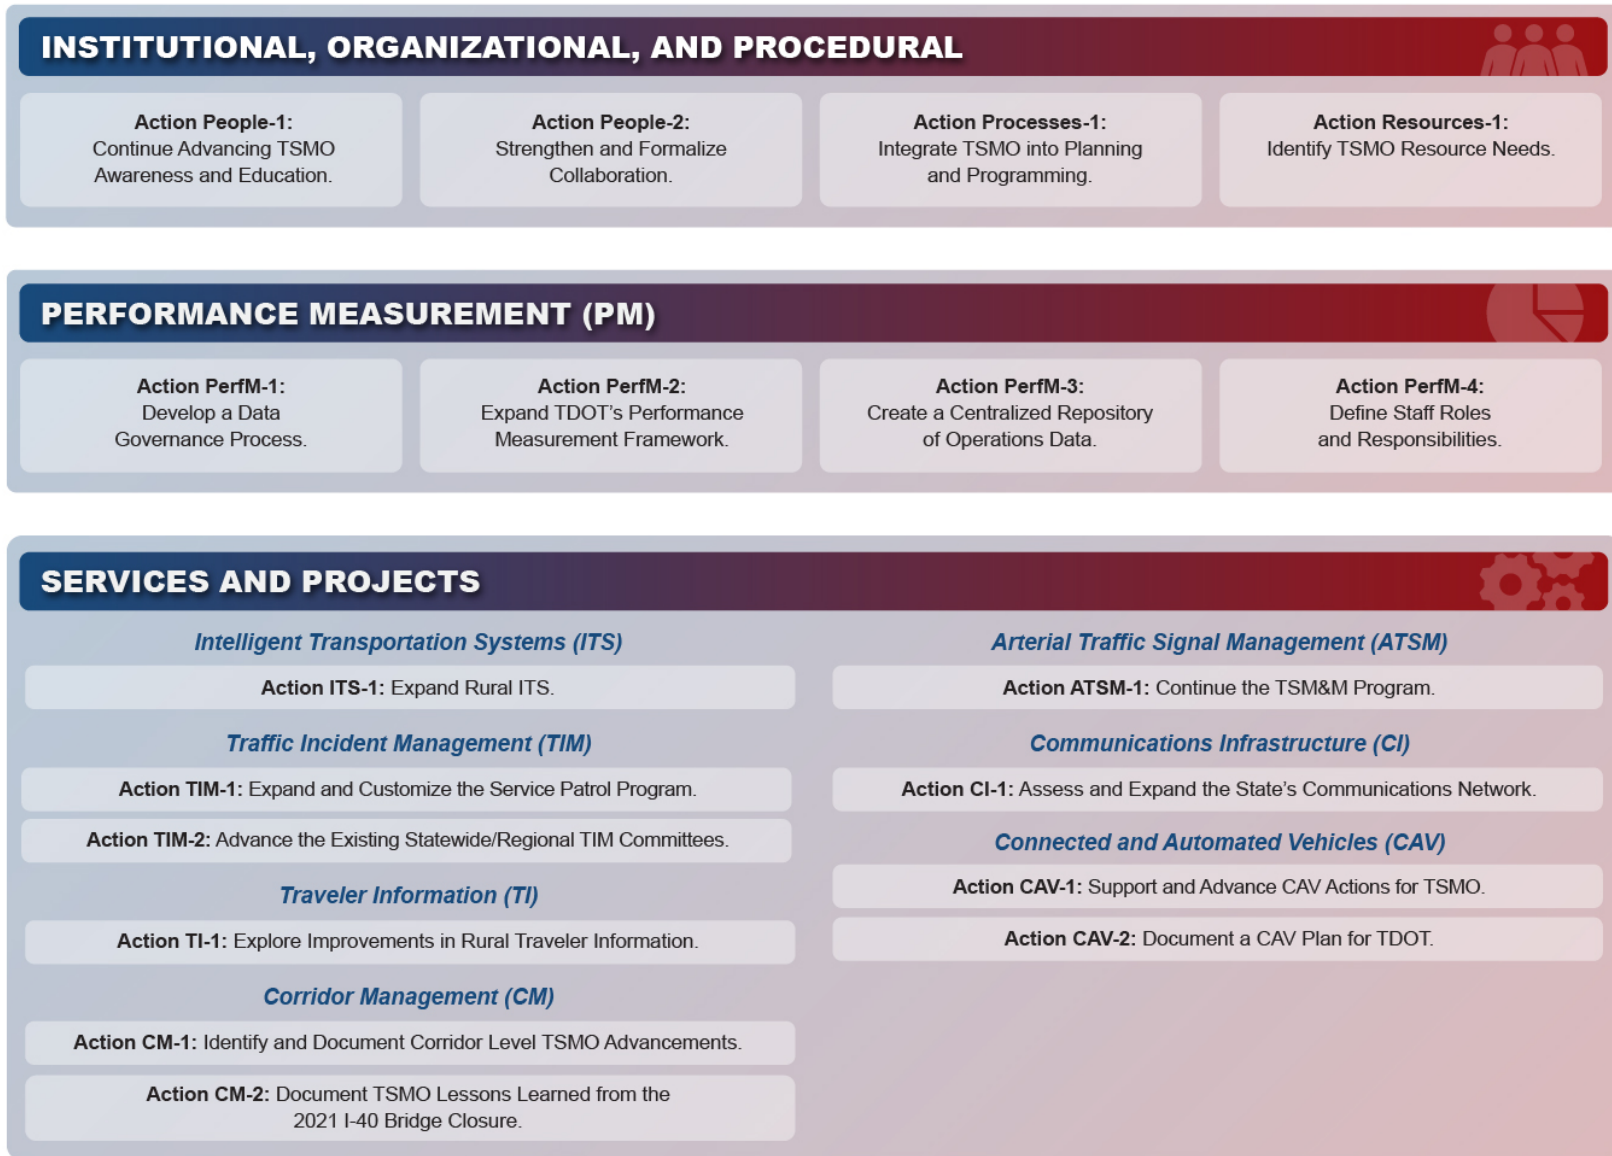 INSTITUTIONAL, ORGANIZATIONAL, AND PROCEDURAL
Action People-1:
Continue Advancing TSMO
Awareness and Education.
Action People-2:
Strengthen and Formalize
Collaboration.
Action Processes-1:
Integrate TSMO into Planning
and Programming.
Action Resources-1:
Identify TSMO Resource Needs.
PERFORMANCE MEASUREMENT (PM)
Action PerfM-1:
Develop a Data
Governance Process.
Action PerfM-2:
Expand TDOT’s Performance
Measurement Framework.
Action PerfM-3:
Create a Centralized Repository
of Operations Data.
Action PerfM-4:
Define Staff Roles
and Responsibilities.
SERVICES AND PROJECTS
Intelligent Transportation Systems (ITS)
Action ITS-1: Expand Rural ITS.
Traffic Incident Management (TIM)
Action TIM-1: Expand and Customize the Service Patrol Program.
Action TIM-2: Advance the Existing Statewide/Regional TIM Committees.
Traveler Information (TI)
Action TI-1: Explore Improvements in Rural Traveler Information.
Corridor Management (CM)
Action CM-1: Identify and Document Corridor Level TSMO Advancements.
Action CM-2: Document TSMO Lessons Learned from the
2021 I-40 Bridge Closure.
Arterial Traffic Signal Management (ATSM)
Action ATSM-1: Continue the TSM&M Program.
Communications Infrastructure (CI)
Action CI-1: Assess and Expand the State’s Communications Network.
Connected and Automated Vehicles (CAV)
Action CAV-1: Support and Advance CAV Actions for TSMO.
Action CAV-2: Document a CAV Plan for TDOT.